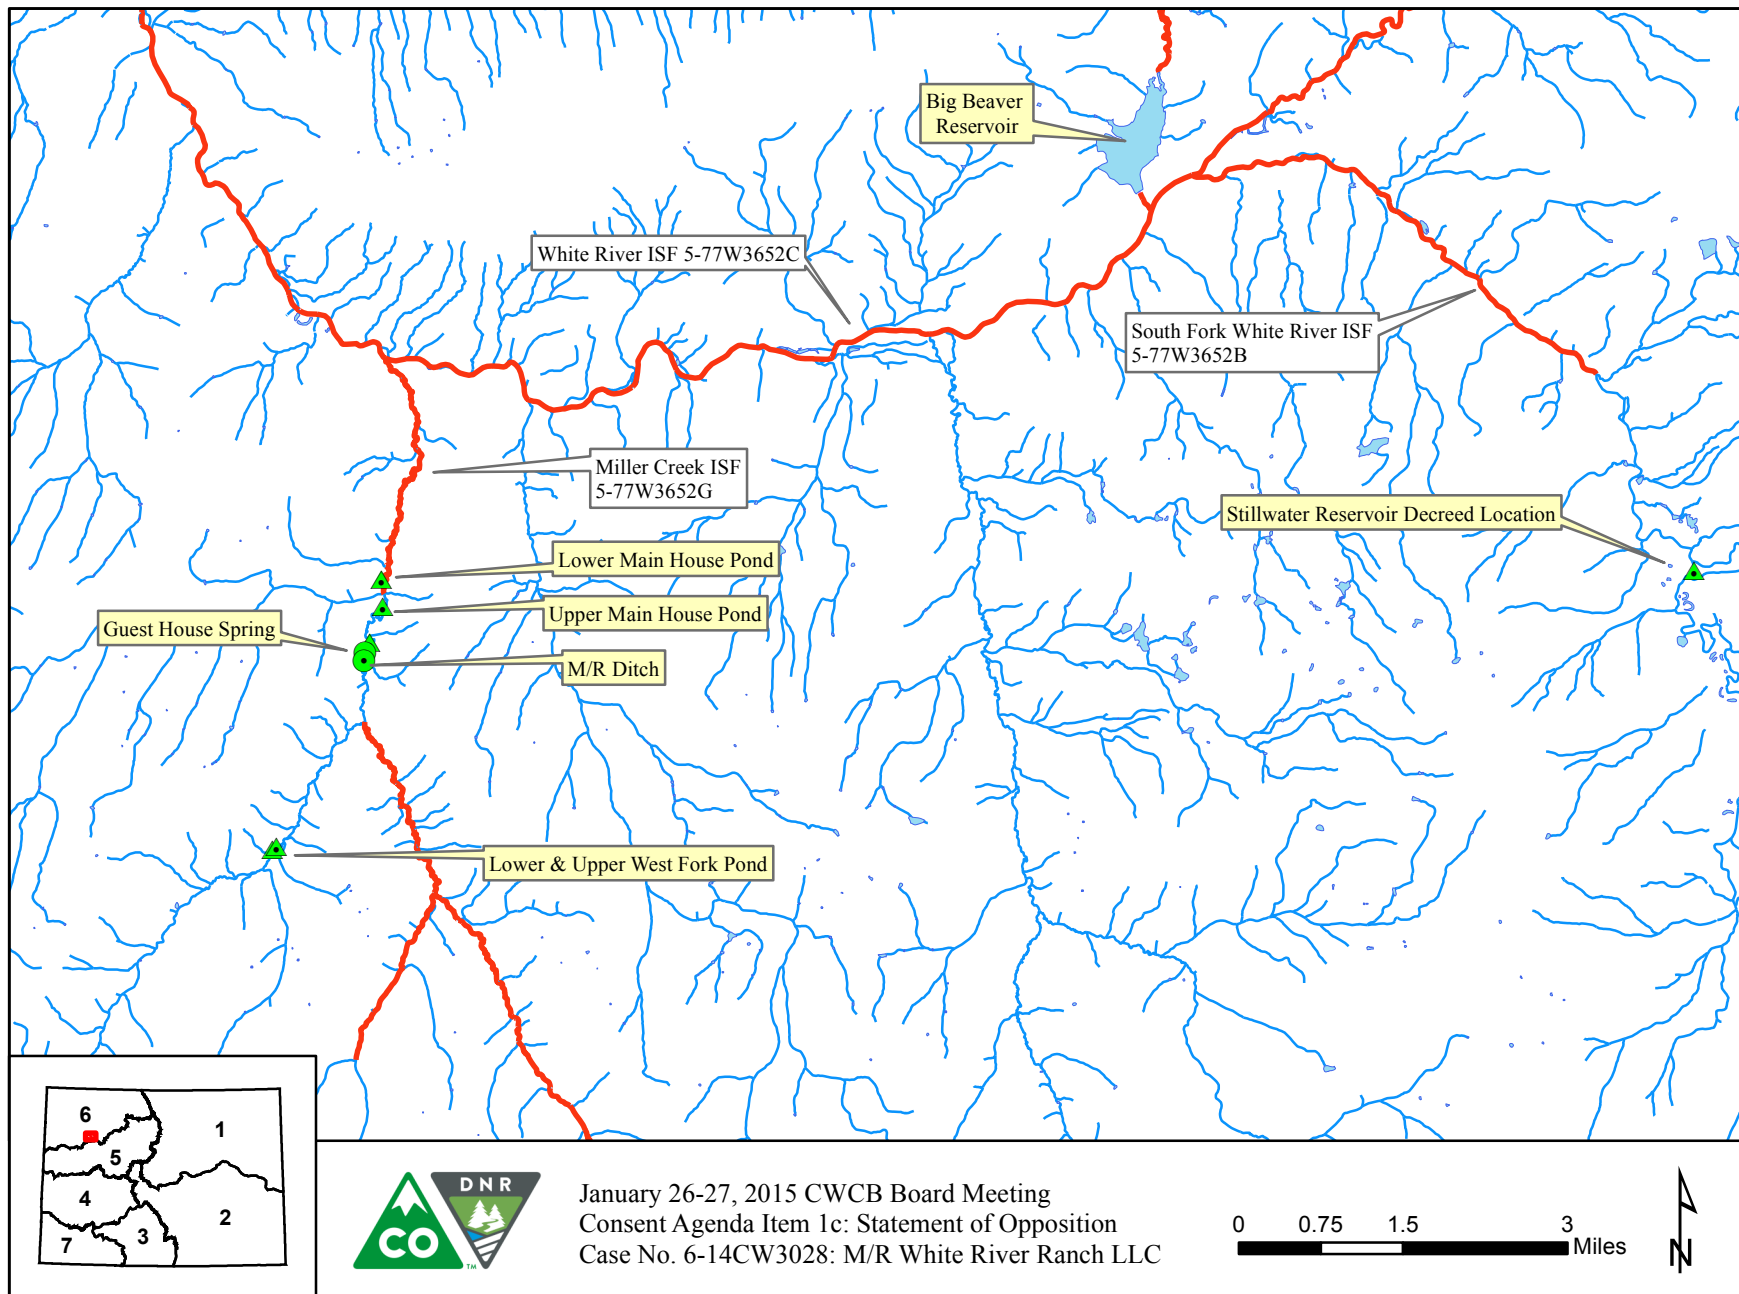 Big Beaver
Reservoir
White River ISF 5-77W3652C
South Fork White River ISF
5-77W3652B
Miller Creek ISF
5-77W3652G
Stillwater Reservoir Decreed Location
Lower Main House Pond
Upper Main House Pond
Guest House Spring
M/R Ditch
Lower & Upper West Fork Pond
6
1
5
4
2
3
7
CO
TM
DNR
January 26-27, 2015 CWCB Board Meeting
Consent Agenda Item 1c: Statement of Opposition
Case No. 6-14CW3028: M/R White River Ranch LLC
0 0.75 1.5 3
Miles
N